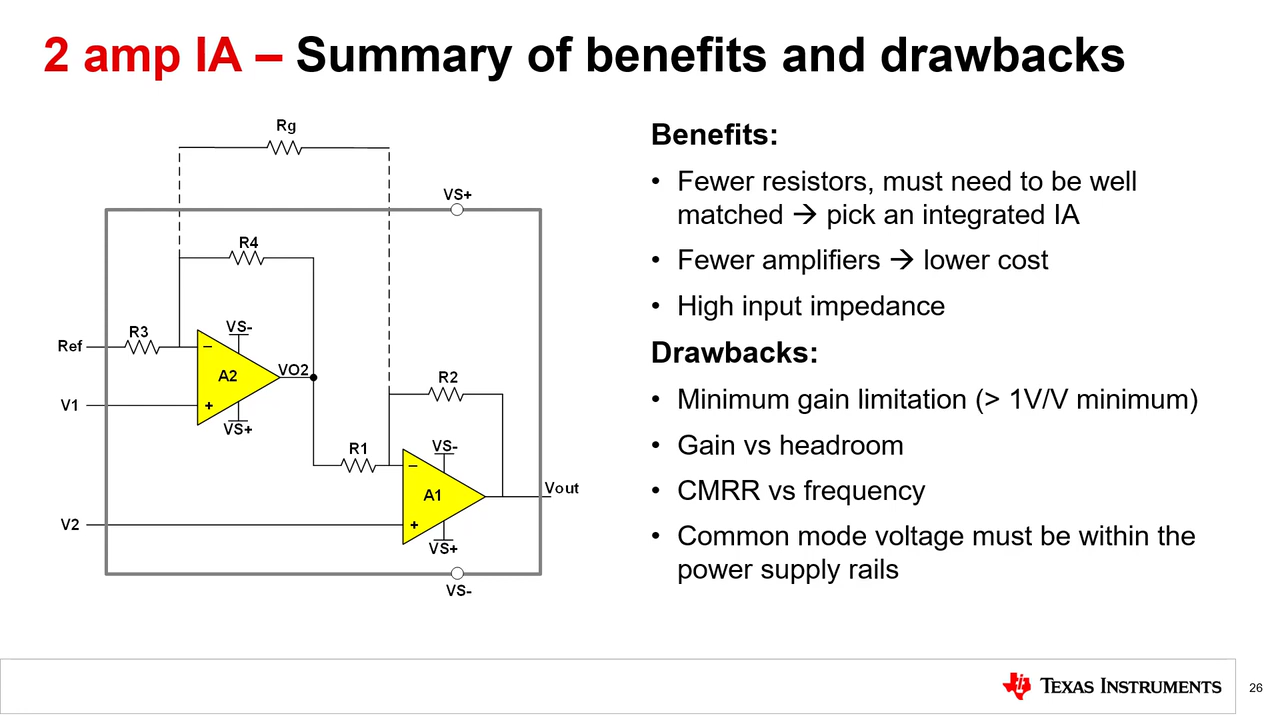 2 amp IA – Summary of benefits and drawbacks
Rg
VS+
R4
R3
VS-
Ref
A2
VO2
V1
VS+
R2
R1
VS-
A1
Vout
V2
VS+
VS-
Benefits:
• Fewer resistors, must need to be well
matched → pick an integrated IA
• Fewer amplifiers → lower cost
• High input impedance
Drawbacks:
• Minimum gain limitation (> 1V/V minimum)
• Gain vs headroom
• CMRR vs frequency
• Common mode voltage must be within the
power supply rails
TEXAS INSTRUMENTS
26